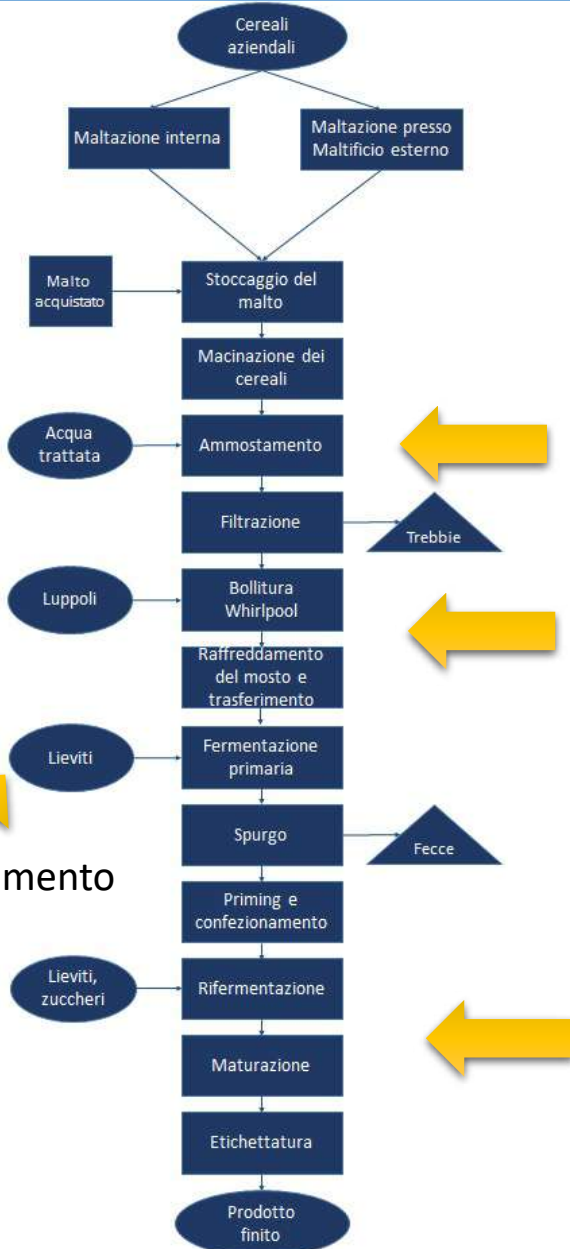 Cereali
aziendali
Maltazione interna
Maltazione presso
Maltificio esterno
Malto
acquistato
Stoccaggio del
malto
Macinazione dei
cereali
Acqua
trattata
Ammostamento
Filtrazione
Trebbie
Luppoli
Bollitura
Whirlpool
Raffreddamento
del mosto e
trasferimento
Lieviti
Fermentazione
primaria
Spurgo
Fecce
mento
Priming e
confezionamento
Lieviti,
zuccheri
Rifermentazione
Maturazione
Etichettatura
Prodotto
finito